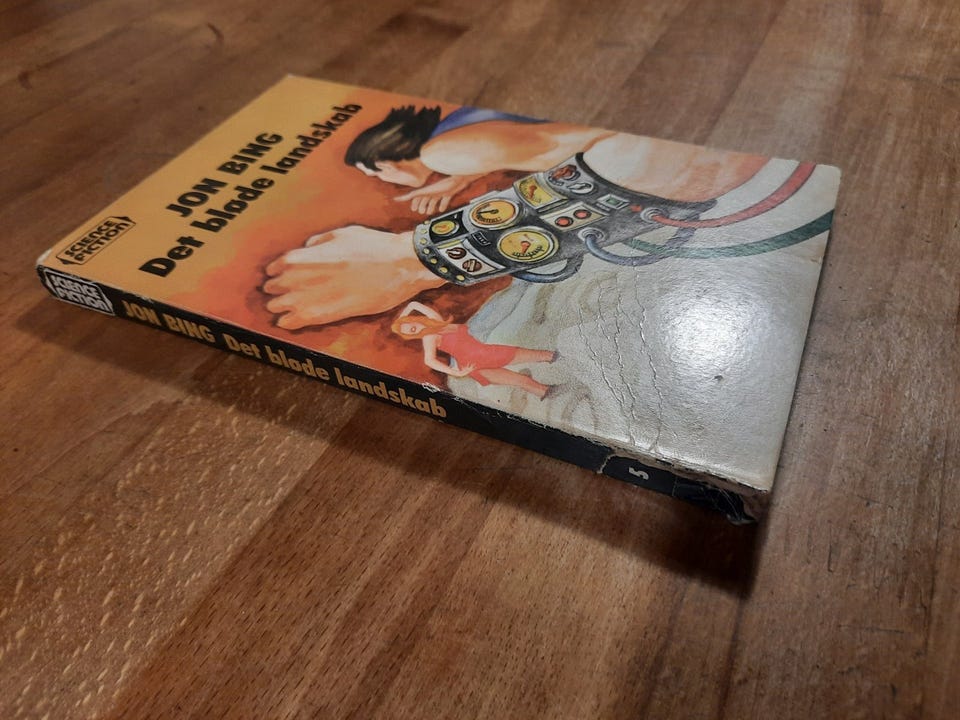 JON BING
Det bløde landskab
SCIENCE
FICTION
SCIENCE
FICTION
JON BING Det bløde landskab
5